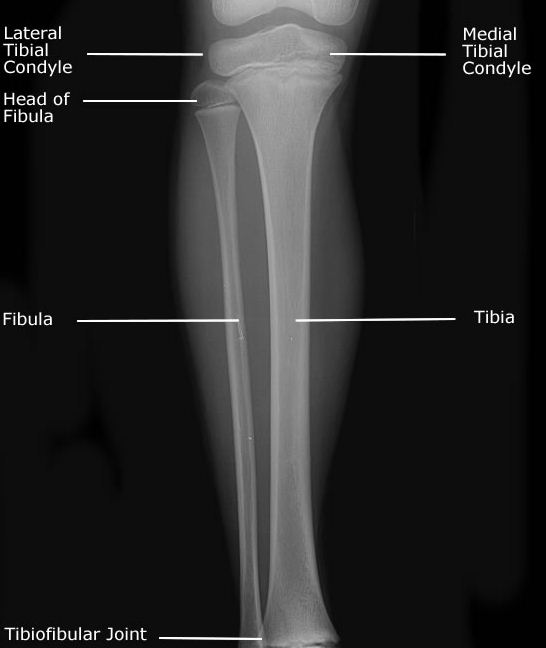 Lateral
Tibial
Condyle
Medial
Tibial
Condyle
Head of
Fibula
Fibula
Tibia
Tibiofibular Joint